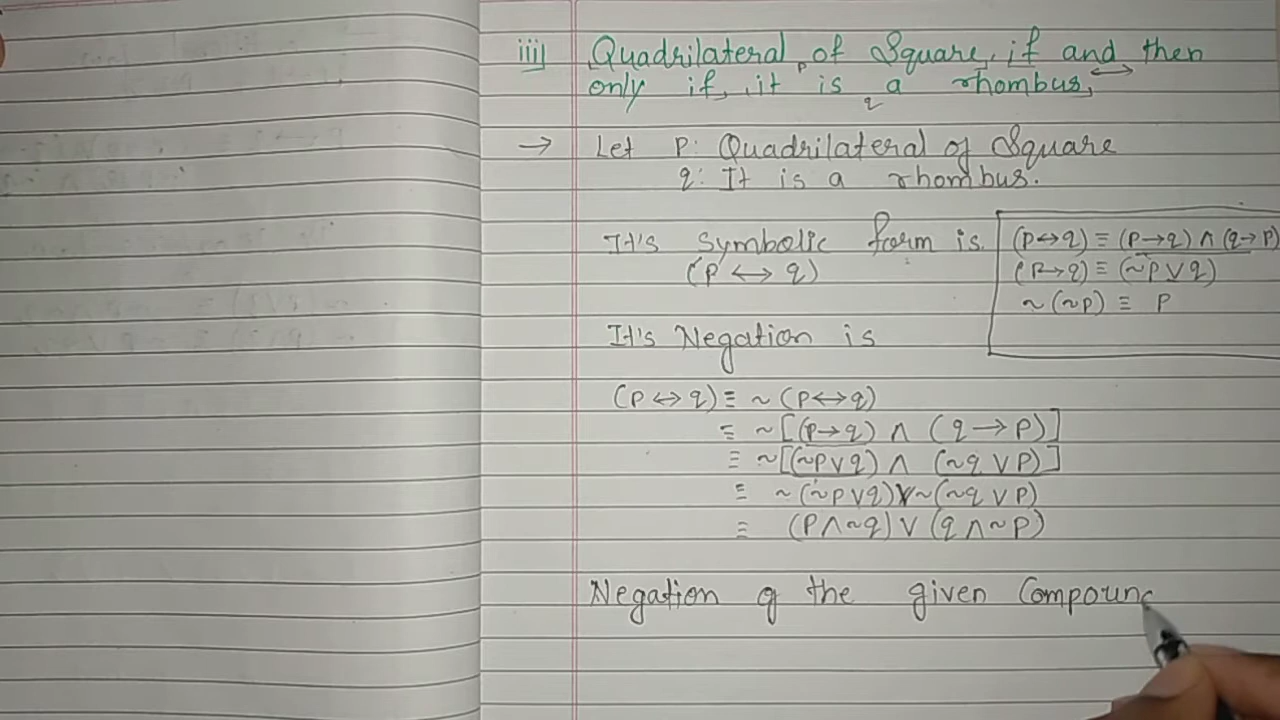 iii) Quadrilateral of Square, if and then
only if, it is a rhombus,
p
q
↔
→ Let P: Quadrilateral of Square
q: It is a rhombus.
It's Symbolic form is
(P ↔ q)
(P↔q) ≡ (P→q) ∧ (q→P)
(P→q) ≡ (~P∨q)
~(~P) ≡ P
It's Negation is
(P ↔ q) ≡ ~(P↔q)
≡ ~[(P→q) ∧ (q→P)]
≡ ~[(~P∨q) ∧ (~q∨P)]
≡ ~(~P∨q)∨~(~q∨P)
≡ (P∧~q) ∨ (q∧~P)
Negation of the given Compoun